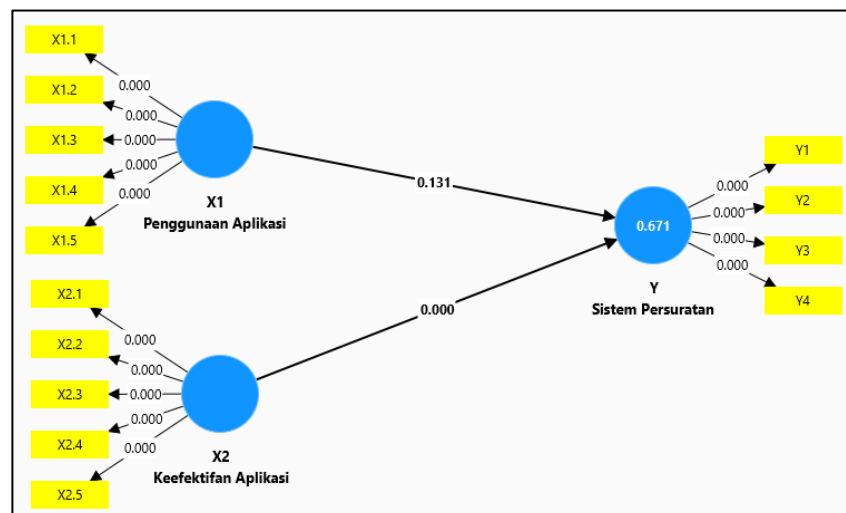 X1.1
0.000
X1.2
0.000
X1.3
0.000
X1.4
0.000
X1.5
0.000
X1
Penggunaan Aplikasi
0.131
X2.1
0.000
X2.2
0.000
X2.3
0.000
X2.4
0.000
X2.5
0.000
X2
Keefektifan Aplikasi
0.000
0.671
Y
Sistem Persuratan
Y1
0.000
Y2
0.000
Y3
0.000
Y4
0.000